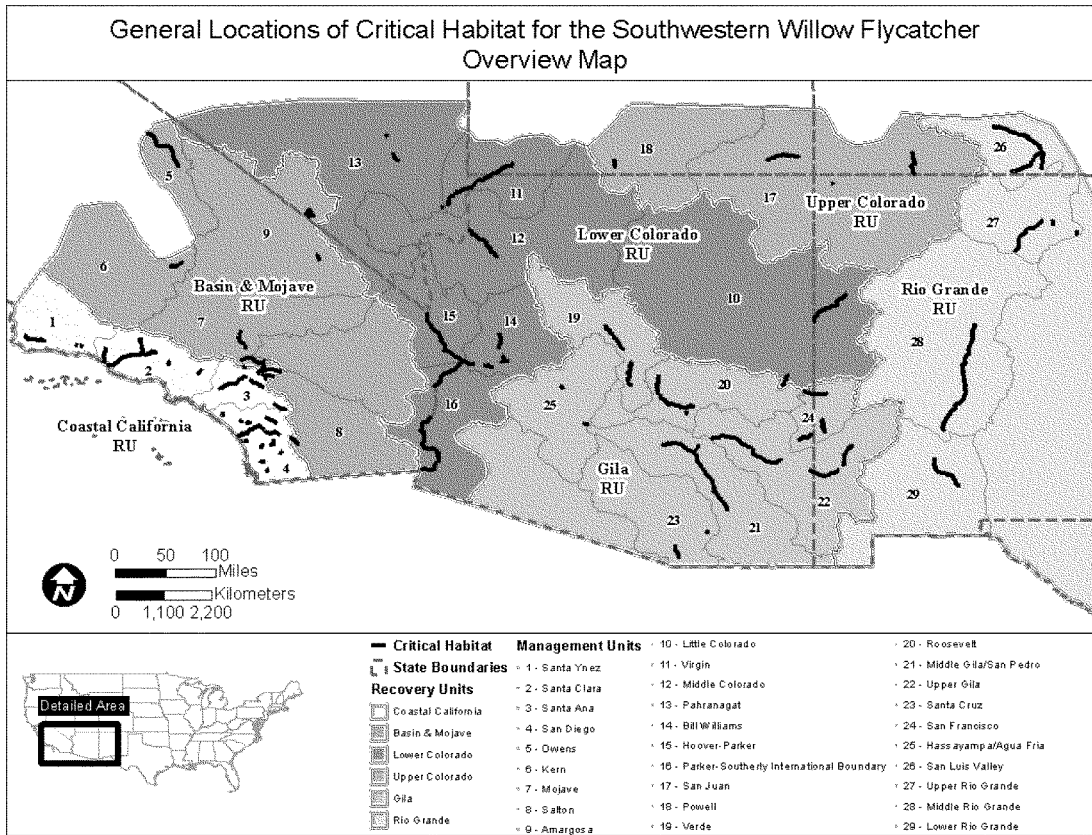 General Locations of Critical Habitat for the Southwestern Willow Flycatcher
Overview Map
26
18
13
5
11
17
Upper Colorado
RU
27
12
Lower Colorado
RU
9
6
Basin & Mojave
RU
10
Rio Grande
RU
1
15
14
19
7
28
2
20
3
16
25
24
Coastal California
RU
8
4
Gila
RU
22
29
23
21
N
0 50 100
Miles
Kilometers
0 1,100 2,200
Detailed Area
Critical Habitat
State Boundaries
Recovery Units
Coastal California
Basin & Mojave
Lower Colorado
Upper Colorado
Gila
Rio Grande
Management Units
1 - Santa Ynez
2 - Santa Clara
3 - Santa Ana
4 - San Diego
5 - Owens
6 - Kern
7 - Mojave
8 - Salton
9 - Amargosa
10 - Little Colorado
11 - Virgin
12 - Middle Colorado
13 - Pahranagat
14 - Bill Williams
15 - Hoover-Parker
16 - Parker-Southerly International Boundary
17 - San Juan
18 - Powell
19 - Verde
20 - Roosevelt
21 - Middle Gila/San Pedro
22 - Upper Gila
23 - Santa Cruz
24 - San Francisco
25 - Hassayampa/Agua Fria
26 - San Luis Valley
27 - Upper Rio Grande
28 - Middle Rio Grande
29 - Lower Rio Grande